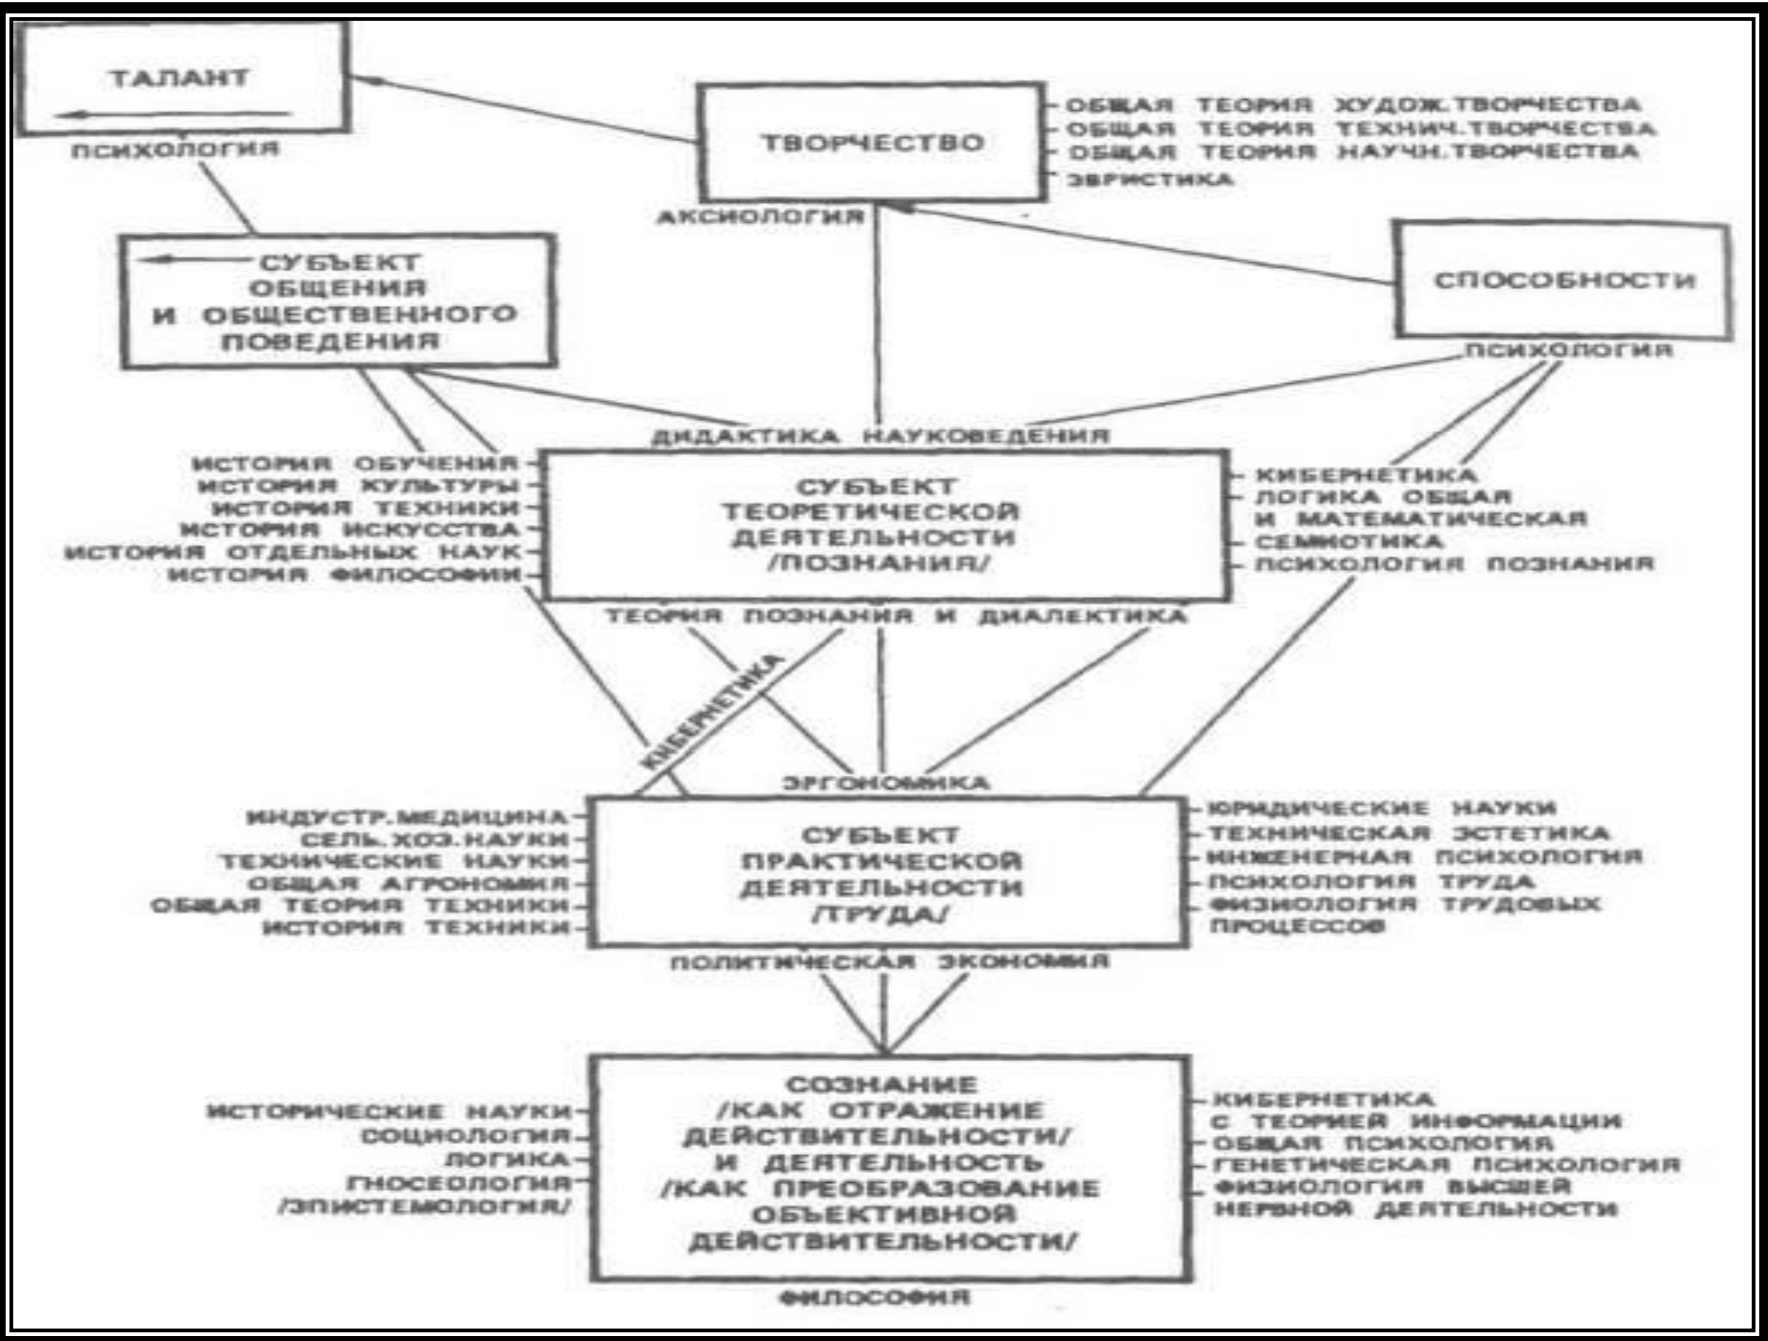 ТАЛАНТ
ПСИХОЛОГИЯ
ТВОРЧЕСТВО
АКСИОЛОГИЯ
ОБЩАЯ ТЕОРИЯ ХУДОЖ.ТВОРЧЕСТВА
ОБЩАЯ ТЕОРИЯ ТЕХНИЧ.ТВОРЧЕСТВА
ОБЩАЯ ТЕОРИЯ НАУЧН.ТВОРЧЕСТВА
ЭВРИСТИКА
СУБЪЕКТ
ОБЩЕНИЯ
И ОБЩЕСТВЕННОГО
ПОВЕДЕНИЯ
СПОСОБНОСТИ
ПСИХОЛОГИЯ
ДИДАКТИКА НАУКОВЕДЕНИЯ
ИСТОРИЯ ОБУЧЕНИЯ
ИСТОРИЯ КУЛЬТУРЫ
ИСТОРИЯ ТЕХНИКИ
ИСТОРИЯ ИСКУССТВА
ИСТОРИЯ ОТДЕЛЬНЫХ НАУК
ИСТОРИЯ ФИЛОСОФИИ
СУБЪЕКТ
ТЕОРЕТИЧЕСКОЙ
ДЕЯТЕЛЬНОСТИ
/ПОЗНАНИЯ/
КИБЕРНЕТИКА
ЛОГИКА ОБЩАЯ
И МАТЕМАТИЧЕСКАЯ
СЕМИОТИКА
ПСИХОЛОГИЯ ПОЗНАНИЯ
ТЕОРИЯ ПОЗНАНИЯ И ДИАЛЕКТИКА
КИБЕРНЕТИКА
ЭРГОНОМИКА
ИНДУСТР.МЕДИЦИНА
СЕЛЬ.ХОЗ.НАУКИ
ТЕХНИЧЕСКИЕ НАУКИ
ОБЩАЯ АГРОНОМИЯ
ОБЩАЯ ТЕОРИЯ ТЕХНИКИ
ИСТОРИЯ ТЕХНИКИ
СУБЪЕКТ
ПРАКТИЧЕСКОЙ
ДЕЯТЕЛЬНОСТИ
/ТРУДА/
ЮРИДИЧЕСКИЕ НАУКИ
ТЕХНИЧЕСКАЯ ЭСТЕТИКА
ИНЖЕНЕРНАЯ ПСИХОЛОГИЯ
ПСИХОЛОГИЯ ТРУДА
ФИЗИОЛОГИЯ ТРУДОВЫХ
ПРОЦЕССОВ
ПОЛИТИЧЕСКАЯ ЭКОНОМИЯ
ИСТОРИЧЕСКИЕ НАУКИ
СОЦИОЛОГИЯ
ЛОГИКА
ГНОСЕОЛОГИЯ
/ЭПИСТЕМОЛОГИЯ/
СОЗНАНИЕ
/КАК ОТРАЖЕНИЕ
ДЕЙСТВИТЕЛЬНОСТИ/
И ДЕЯТЕЛЬНОСТЬ
/КАК ПРЕОБРАЗОВАНИЕ
ОБЪЕКТИВНОЙ
ДЕЙСТВИТЕЛЬНОСТИ/
КИБЕРНЕТИКА
С ТЕОРИЕЙ ИНФОРМАЦИИ
ОБЩАЯ ПСИХОЛОГИЯ
ГЕНЕТИЧЕСКАЯ ПСИХОЛОГИЯ
ФИЗИОЛОГИЯ ВЫСШЕЙ
НЕРВНОЙ ДЕЯТЕЛЬНОСТИ
ФИЛОСОФИЯ